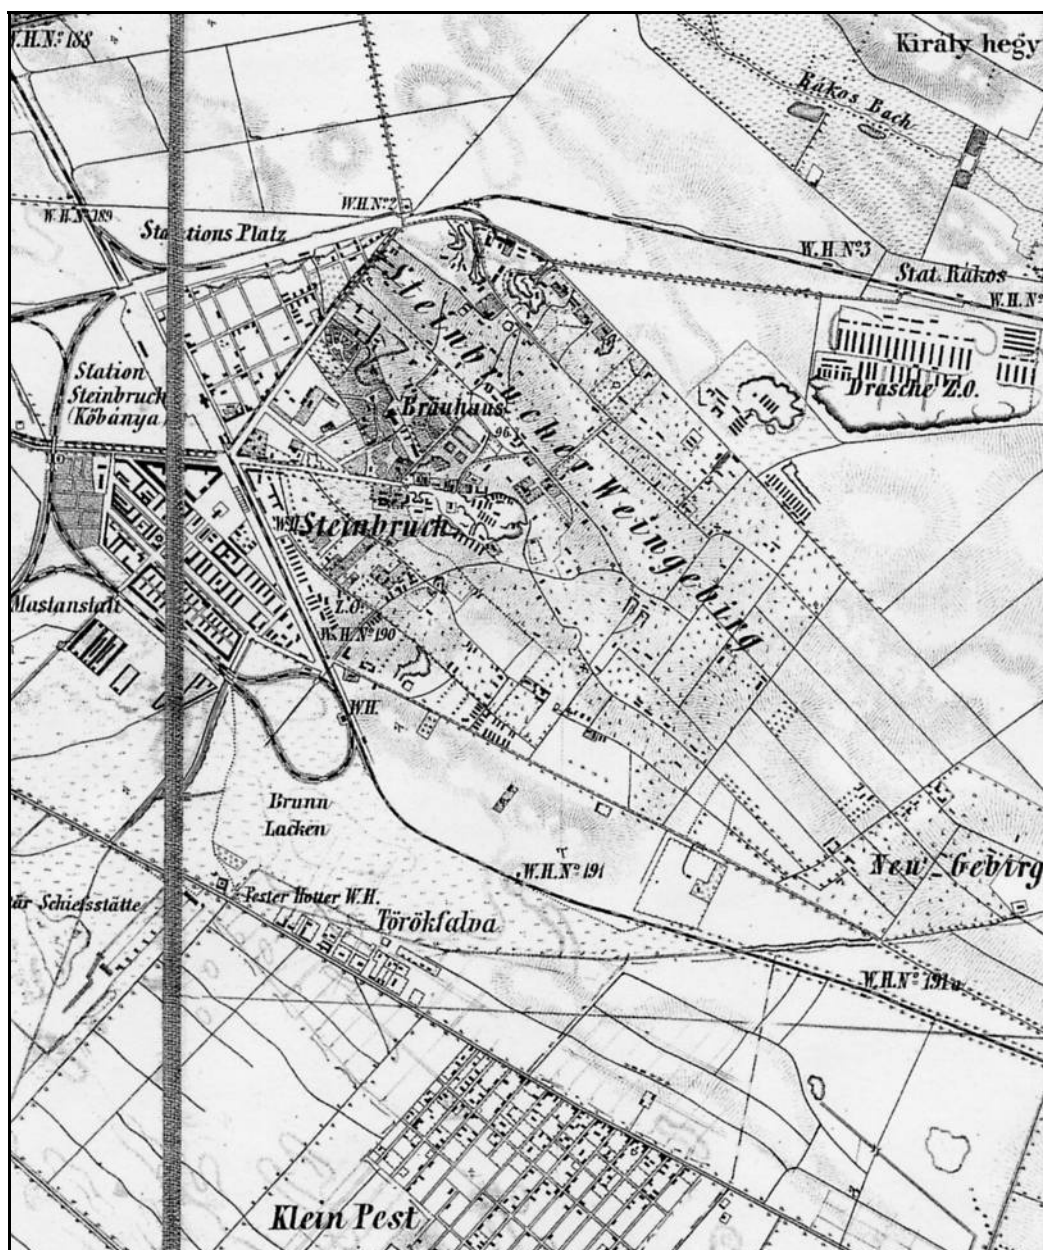 W.H.Nº 188
Király hegy
Rákos Bach
W.H.Nº 2
W.H.Nº 189
Stations Platz
W.H.Nº 3
Stat. Rákos
W.H.Nº
Station
Steinbruch
(Kőbánya)
Drasche Z.O.
Bräuhaus
Steinbrucher Weingebirg
W.H.
Steinbruch
Mastanstalt
Z.O.
W.H.Nº 190
W.H.
Brunn
Lacken
W.H.Nº 191
Neu-Gebirg
är Schiessstätte
Pester Hotter W.H.
Törökfalva
W.H.Nº 191a
Klein Pest